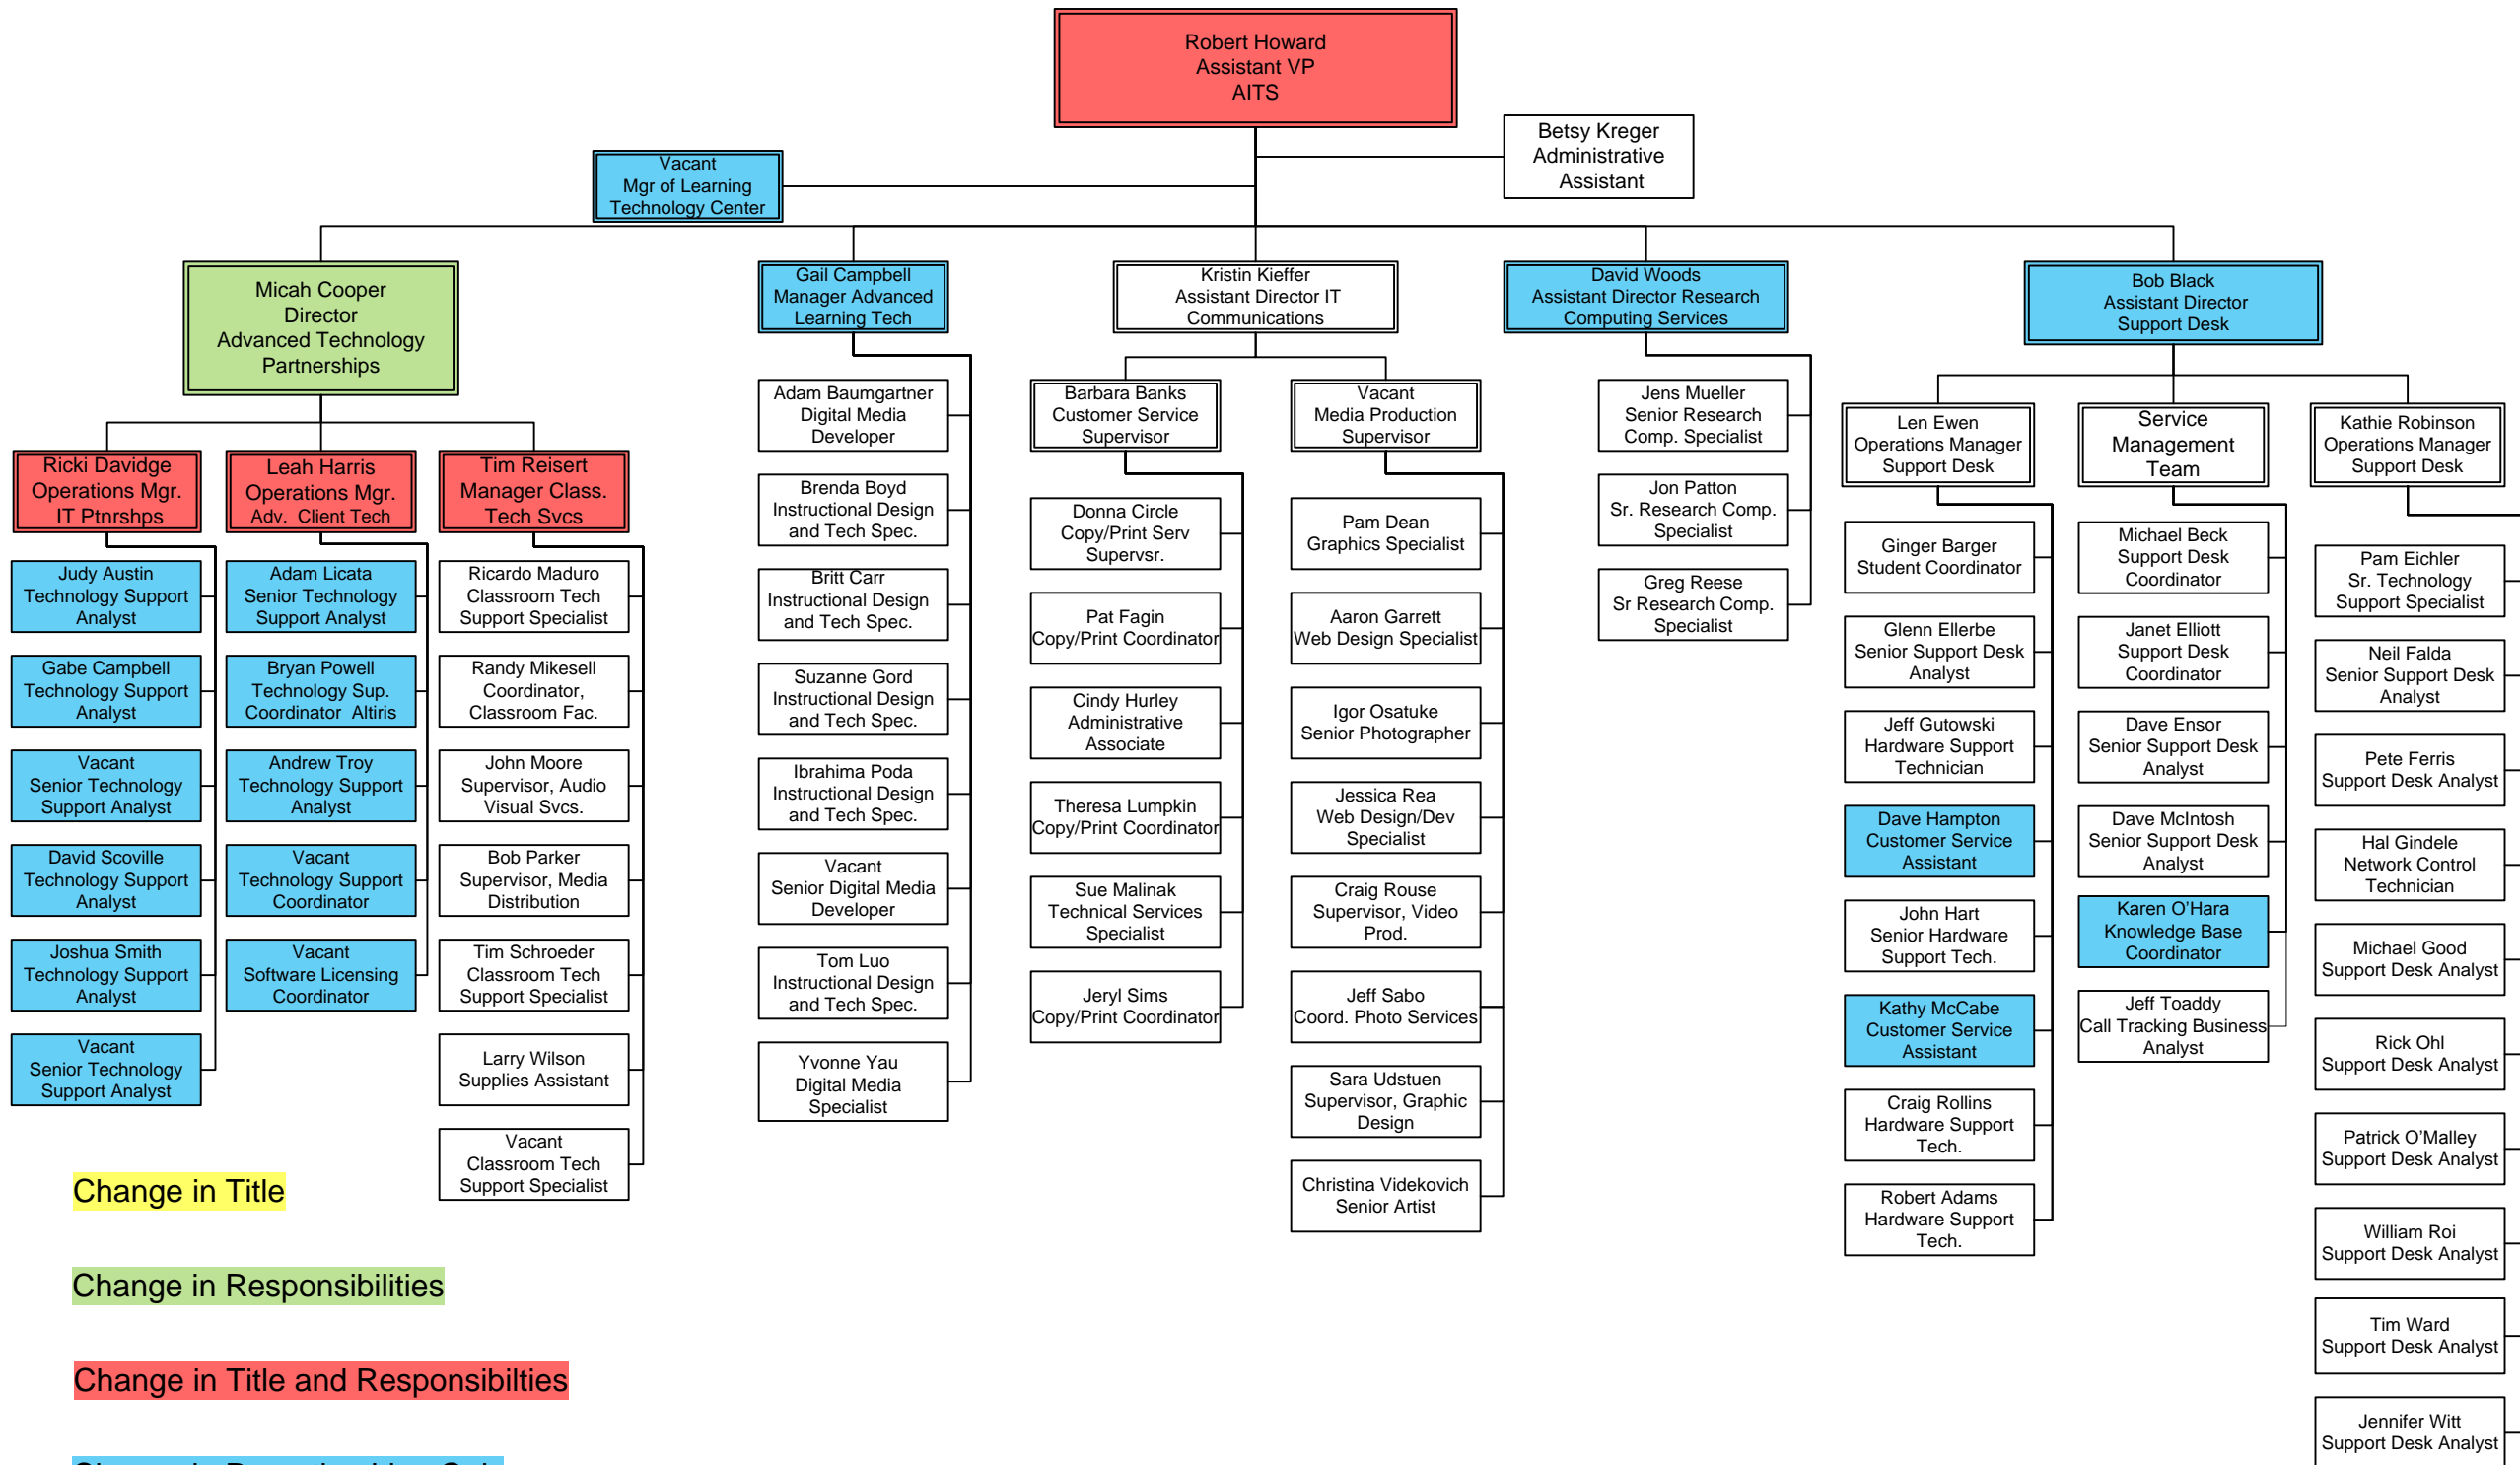 Robert Howard
Assistant VP
AITS
Betsy Kreger
Administrative
Assistant
Vacant
Mgr of Learning
Technology Center
Micah Cooper
Director
Advanced Technology
Partnerships
Gail Campbell
Manager Advanced
Learning Tech
Kristin Kieffer
Assistant Director IT
Communications
David Woods
Assistant Director Research
Computing Services
Bob Black
Assistant Director
Support Desk
Ricki Davidge
Operations Mgr.
IT Ptnrshps
Judy Austin
Technology Support
Analyst
Gabe Campbell
Technology Support
Analyst
Vacant
Senior Technology
Support Analyst
David Scoville
Technology Support
Analyst
Joshua Smith
Technology Support
Analyst
Vacant
Senior Technology
Support Analyst
Leah Harris
Operations Mgr.
Adv. Client Tech
Adam Licata
Senior Technology
Support Analyst
Bryan Powell
Technology Sup.
Coordinator Altiris
Andrew Troy
Technology Support
Analyst
Vacant
Technology Support
Coordinator
Vacant
Software Licensing
Coordinator
Tim Reisert
Manager Class.
Tech Svcs
Ricardo Maduro
Classroom Tech
Support Specialist
Randy Mikesell
Coordinator,
Classroom Fac.
John Moore
Supervisor, Audio
Visual Svcs.
Bob Parker
Supervisor, Media
Distribution
Tim Schroeder
Classroom Tech
Support Specialist
Larry Wilson
Supplies Assistant
Vacant
Classroom Tech
Support Specialist
Adam Baumgartner
Digital Media
Developer
Brenda Boyd
Instructional Design
and Tech Spec.
Britt Carr
Instructional Design
and Tech Spec.
Suzanne Gord
Instructional Design
and Tech Spec.
Ibrahima Poda
Instructional Design
and Tech Spec.
Vacant
Senior Digital Media
Developer
Tom Luo
Instructional Design
and Tech Spec.
Yvonne Yau
Digital Media
Specialist
Barbara Banks
Customer Service
Supervisor
Donna Circle
Copy/Print Serv
Supervsr.
Pat Fagin
Copy/Print Coordinator
Cindy Hurley
Administrative
Associate
Theresa Lumpkin
Copy/Print Coordinator
Sue Malinak
Technical Services
Specialist
Jeryl Sims
Copy/Print Coordinator
Vacant
Media Production
Supervisor
Pam Dean
Graphics Specialist
Aaron Garrett
Web Design Specialist
Igor Osatuke
Senior Photographer
Jessica Rea
Web Design/Dev
Specialist
Craig Rouse
Supervisor, Video
Prod.
Jeff Sabo
Coord. Photo Services
Sara Udstuen
Supervisor, Graphic
Design
Christina Videkovich
Senior Artist
Jens Mueller
Senior Research
Comp. Specialist
Jon Patton
Sr. Research Comp.
Specialist
Greg Reese
Sr Research Comp.
Specialist
Len Ewen
Operations Manager
Support Desk
Ginger Barger
Student Coordinator
Glenn Ellerbe
Senior Support Desk
Analyst
Jeff Gutowski
Hardware Support
Technician
Dave Hampton
Customer Service
Assistant
John Hart
Senior Hardware
Support Tech.
Kathy McCabe
Customer Service
Assistant
Craig Rollins
Hardware Support
Tech.
Robert Adams
Hardware Support
Tech.
Service
Management
Team
Michael Beck
Support Desk
Coordinator
Janet Elliott
Support Desk
Coordinator
Dave Ensor
Senior Support Desk
Analyst
Dave McIntosh
Senior Support Desk
Analyst
Karen O'Hara
Knowledge Base
Coordinator
Jeff Toaddy
Call Tracking Business
Analyst
Kathie Robinson
Operations Manager
Support Desk
Pam Eichler
Sr. Technology
Support Specialist
Neil Falda
Senior Support Desk
Analyst
Pete Ferris
Support Desk Analyst
Hal Gindele
Network Control
Technician
Michael Good
Support Desk Analyst
Rick Ohl
Support Desk Analyst
Patrick O'Malley
Support Desk Analyst
William Roi
Support Desk Analyst
Tim Ward
Support Desk Analyst
Jennifer Witt
Support Desk Analyst
Change in Title
Change in Responsibilities
Change in Title and Responsibilties